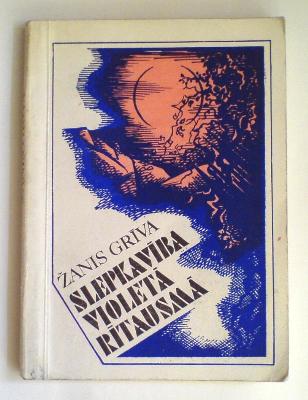 ŽANIS GRĪVA
SLEPKAVĪBA
VIOLETĀ
RĪTAUSMĀ